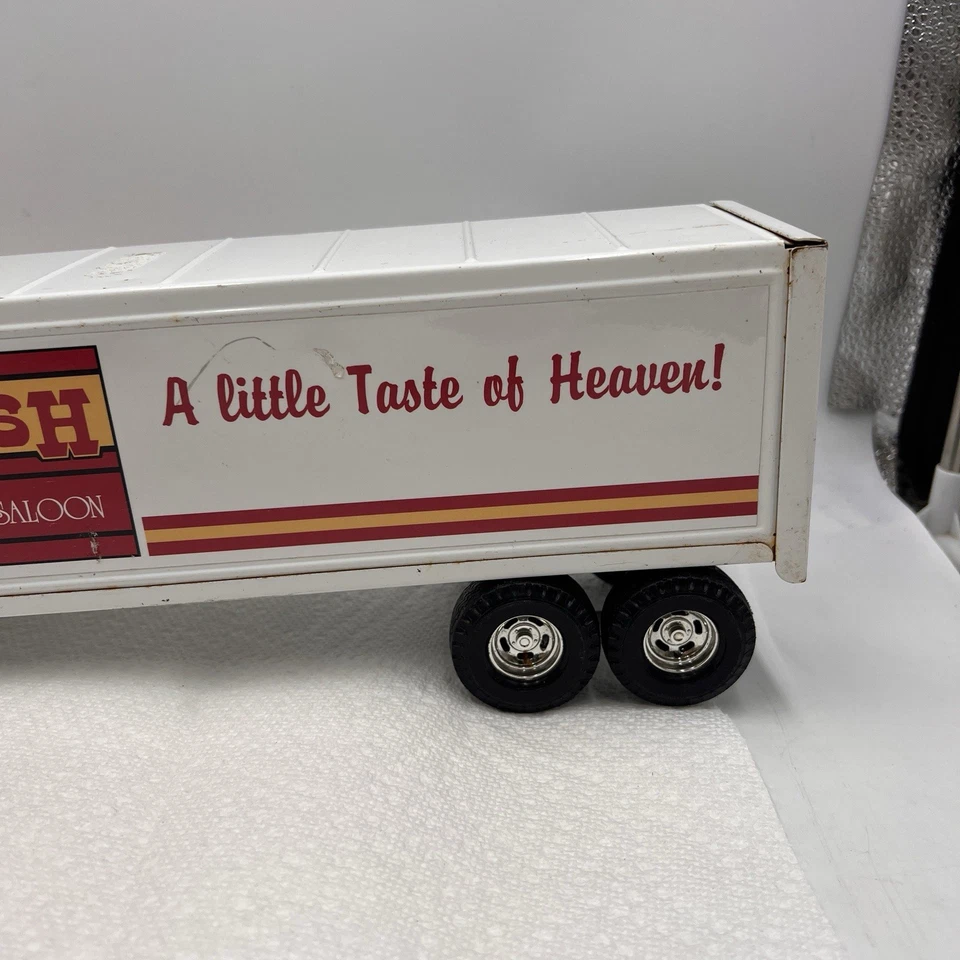 SH
SALOON
A little Taste of Heaven!